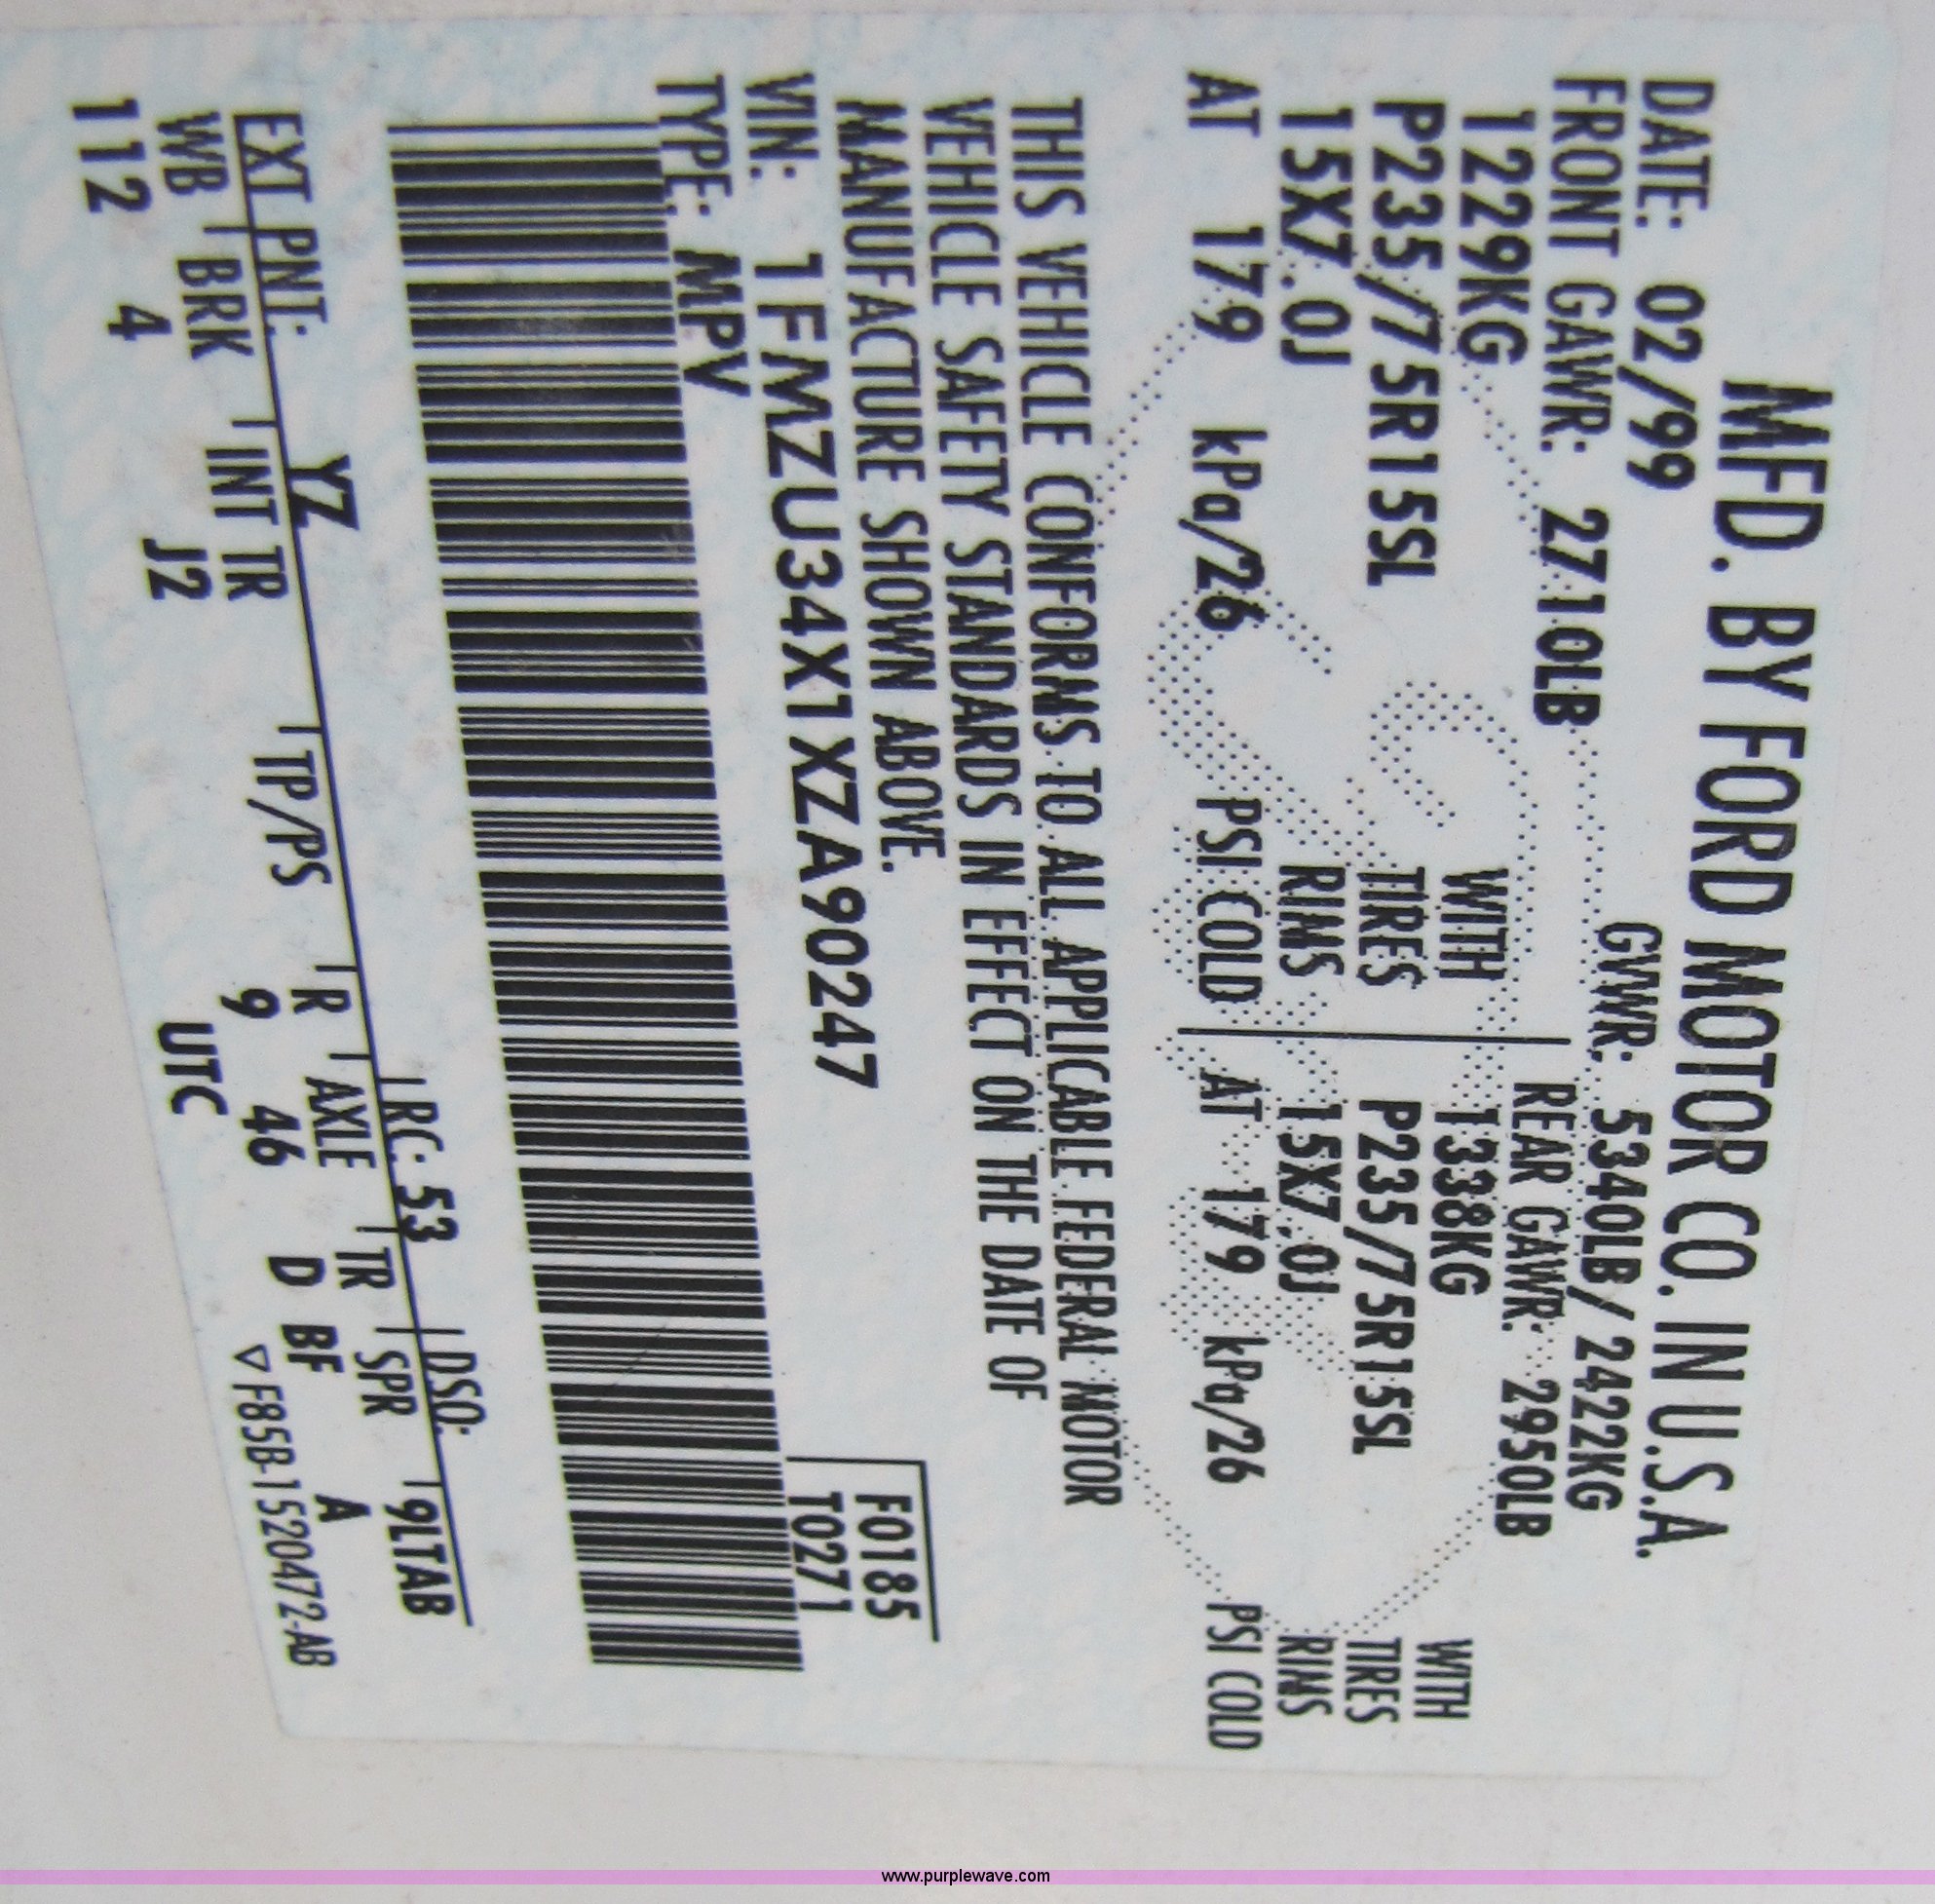 MFD. BY FORD MOTOR CO. IN U.S.A.
DATE: 02/99 GVWR: 5340LB/ 2422KG
FRONT GAWR: 2710LB REAR GAWR: 2950LB
1229KG WITH 1338KG WITH
P235/75R15SL TIRES P235/75R15SL TIRES
15X7.0J RIMS 15X7.0J RIMS
AT 179 kPa/26 PSI COLD AT 179 kPa/26 PSI COLD
THIS VEHICLE CONFORMS TO ALL APPLICABLE FEDERAL MOTOR
VEHICLE SAFETY STANDARDS IN EFFECT ON THE DATE OF
MANUFACTURE SHOWN ABOVE.
VIN: 1FMZU34X1XZA90247
TYPE: MPV
F0185
T0271
EXT PNT: YZ RC: 53 DSO:
WB BRK INT TR TP/PS R AXLE TR SPR 9LTAB
112 4 J2 9 46 D BF A
UTC
▽F85B-1520472-AB
www.purplewave.com